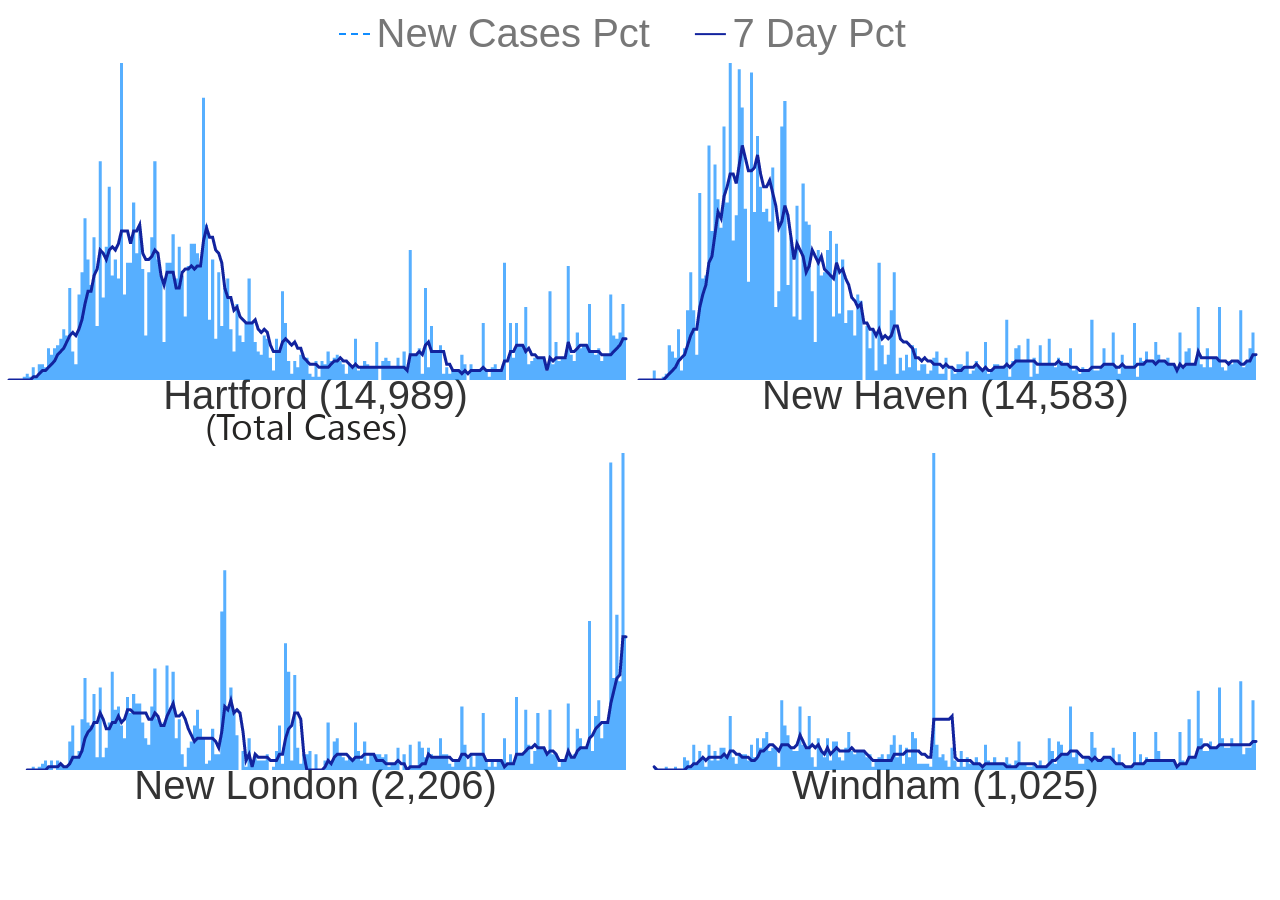 New Cases Pct 7 Day Pct
Hartford (14,989) New Haven (14,583)
(Total Cases)
New London (2,206) Windham (1,025)